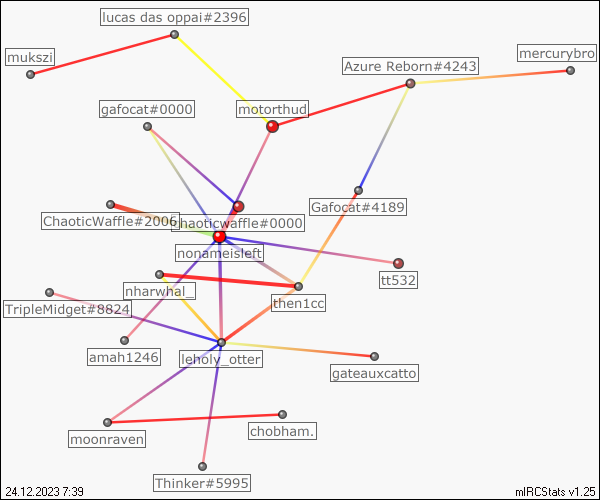 lucas das oppai#2396
mukszi
mercurybro
Azure Reborn#4243
gafocat#0000
motorthud
Gafocat#4189
ChaoticWaffle#2006
chaoticwaffle#0000
nonameisleft
tt532
nharwhal_
then1cc
TripleMidget#8824
amah1246
leholy_otter
gateauxcatto
moonraven
chobham.
Thinker#5995
24.12.2023 7:39
mIRCStats v1.25